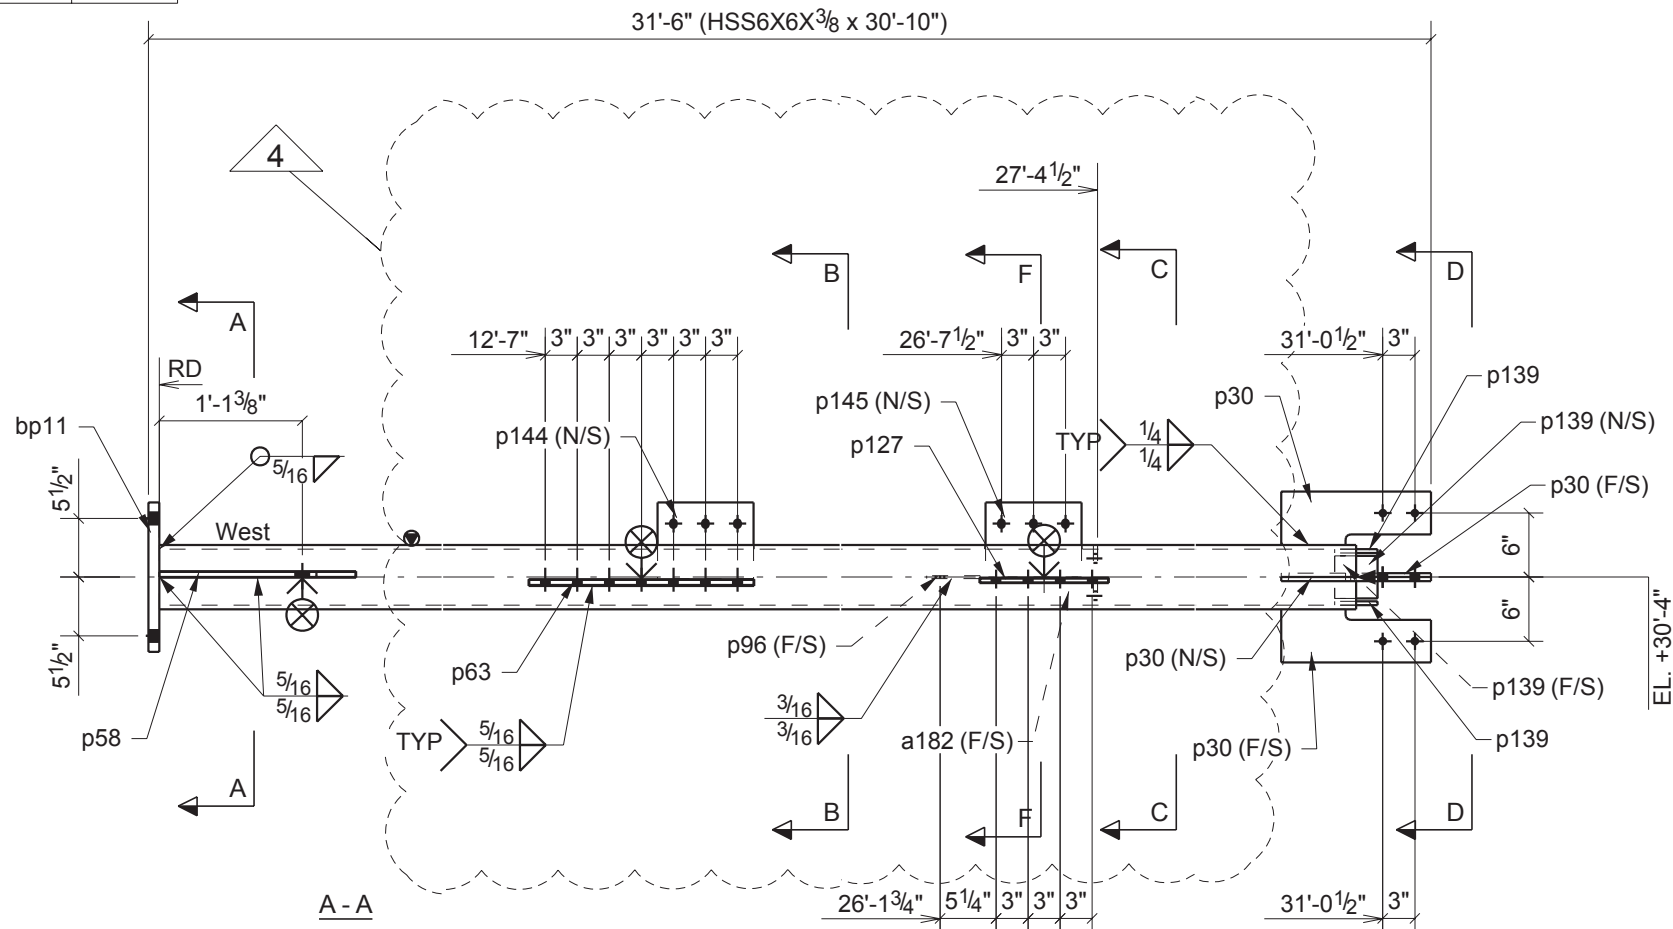 31'-6" (HSS6X6X3/8 x 30'-10")
4
27'-4 1/2"
B F C D
A
12'-7" 3" 3" 3" 3" 3" 3"
26'-7 1/2" 3" 3"
31'-0 1/2" 3"
RD
1'-1 3/8"
p139
p30
p145 (N/S)
p139 (N/S)
bp11
p144 (N/S)
p127
TYP 1/4
1/4
5/16
p30 (F/S)
5 1/2"
West
6"
5 1/2"
6"
EL. +30'-4"
p96 (F/S)
p63
p30 (N/S)
p139 (F/S)
5/16
5/16
3/16
3/16
p58
TYP 5/16
5/16
a182 (F/S)
p30 (F/S)
p139
A
B F C D
A - A
26'-1 3/4" 5 1/4" 3" 3" 3"
31'-0 1/2" 3"